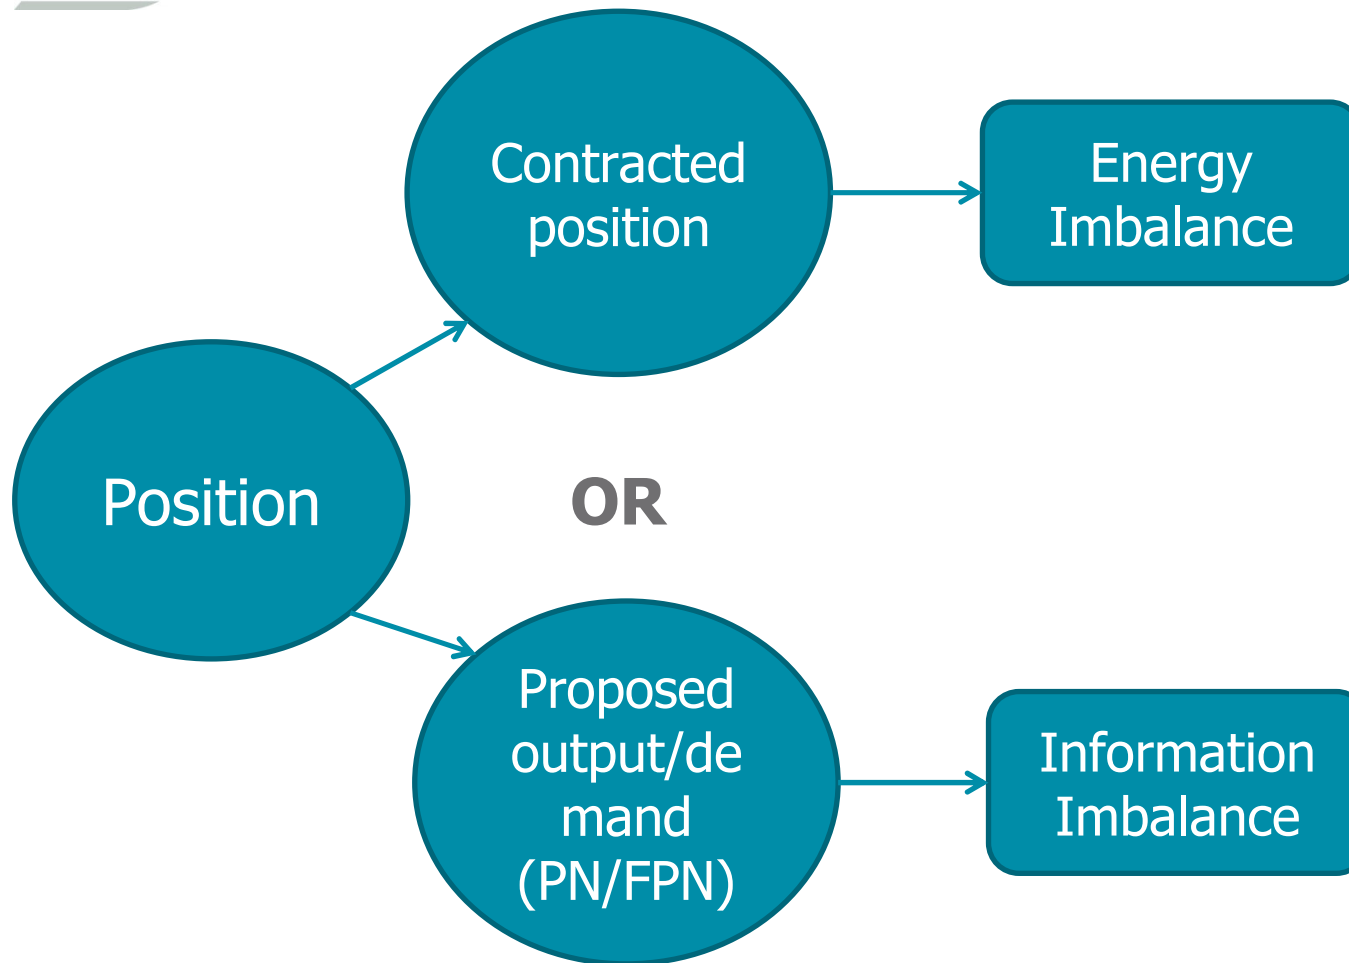 Contracted
position
Energy
Imbalance
Position
OR
Proposed
output/de
mand
(PN/FPN)
Information
Imbalance